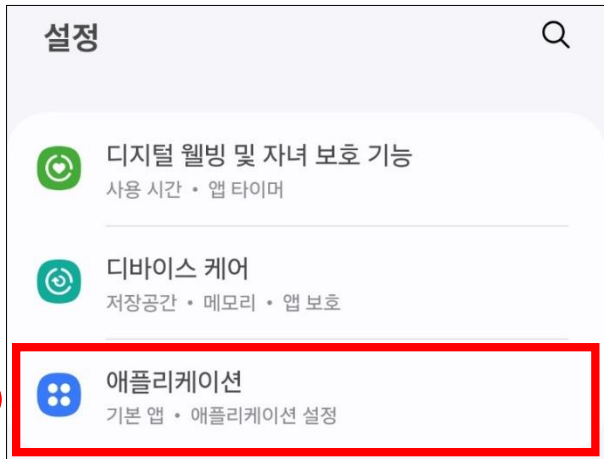 설정
디지털 웰빙 및 자녀 보호 기능
사용 시간 • 앱 타이머
디바이스 케어
저장공간 • 메모리 • 앱 보호
애플리케이션
기본 앱 • 애플리케이션 설정